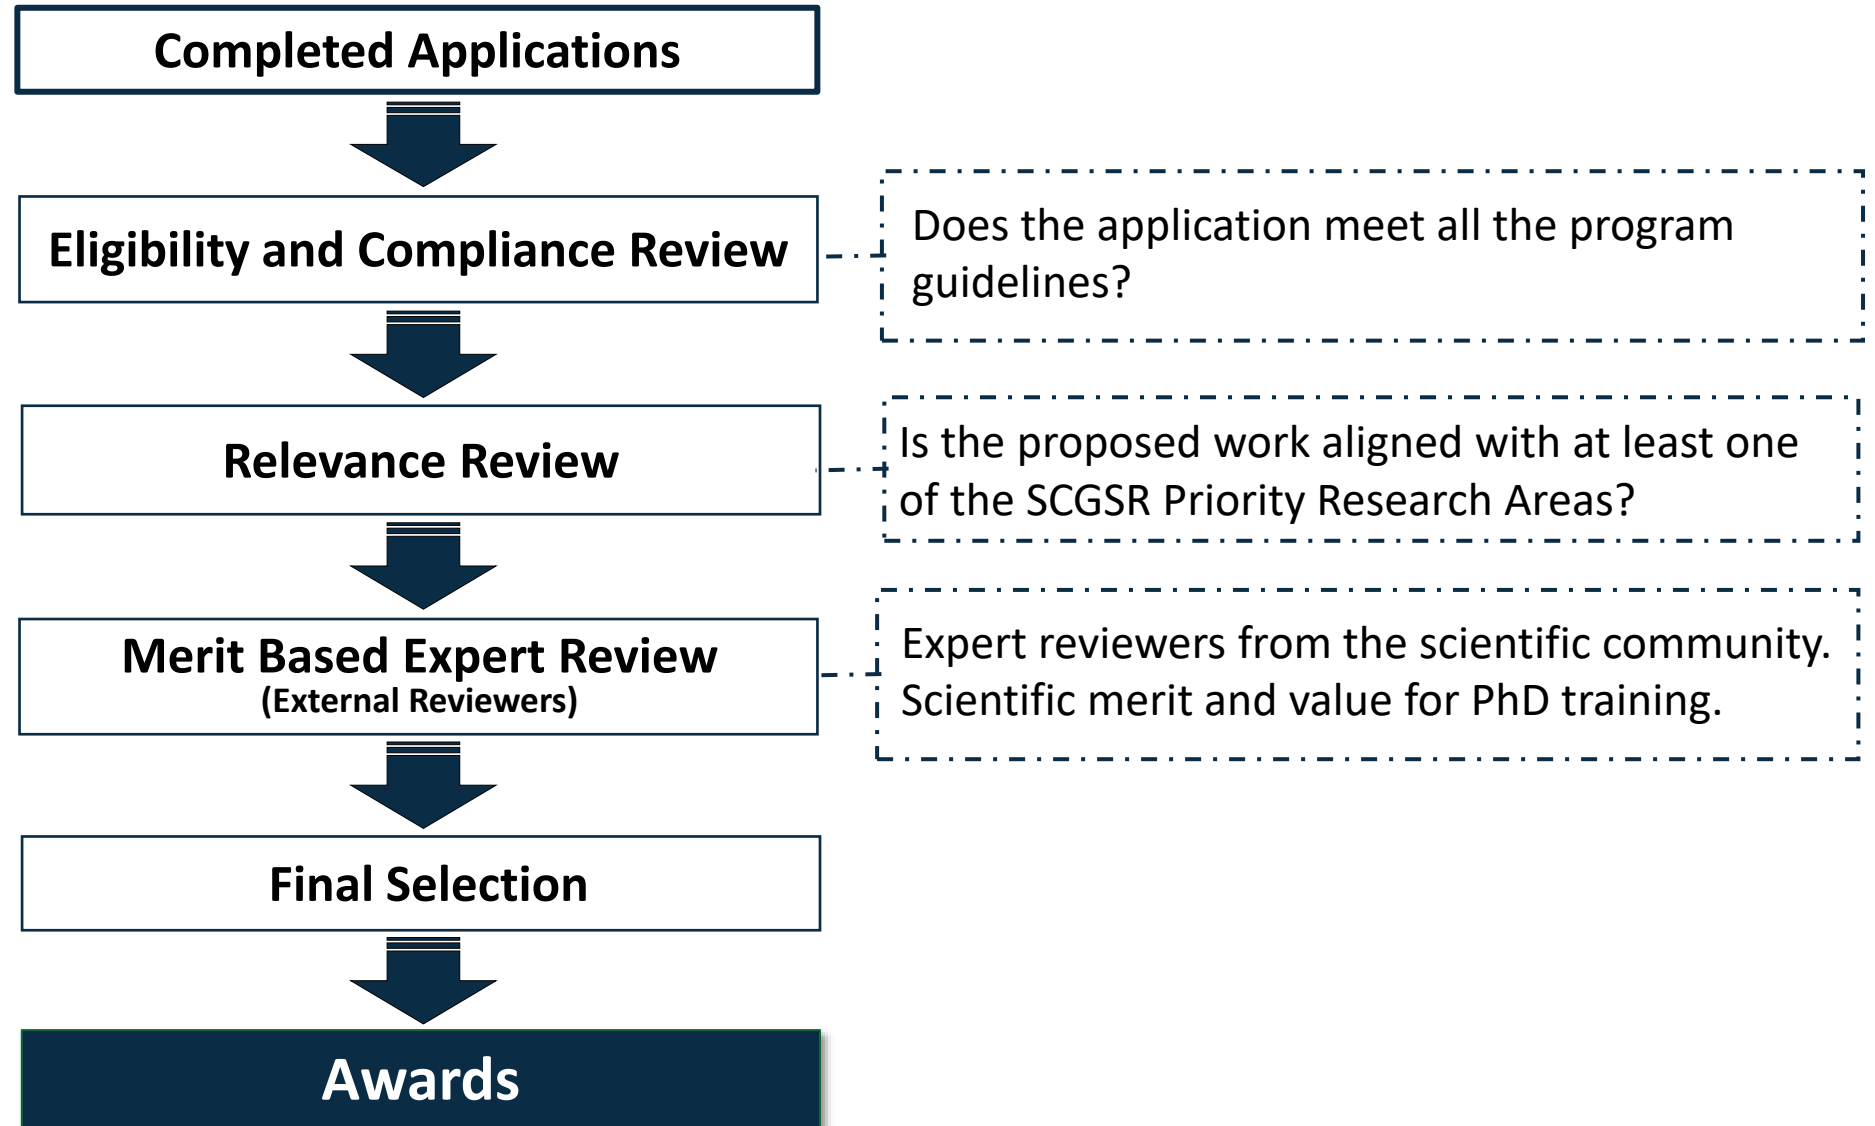 Completed Applications
Eligibility and Compliance Review
Does the application meet all the program
guidelines?
Relevance Review
Is the proposed work aligned with at least one
of the SCGSR Priority Research Areas?
Merit Based Expert Review
(External Reviewers)
Expert reviewers from the scientific community.
Scientific merit and value for PhD training.
Final Selection
Awards